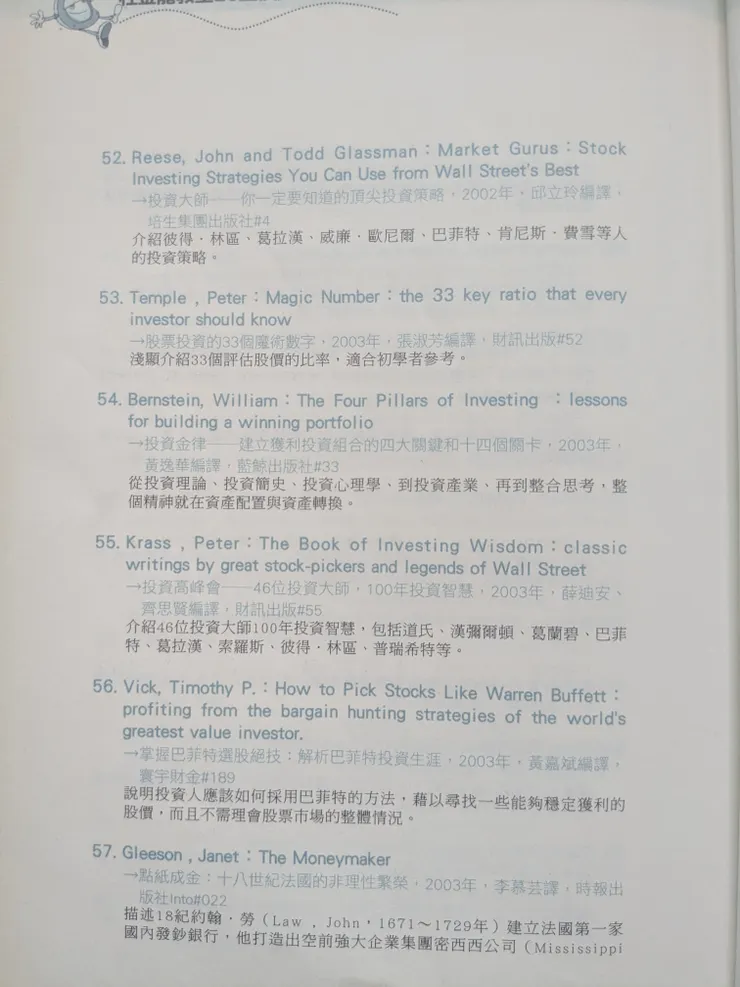 52. Reese, John and Todd Glassman：Market Gurus：Stock
Investing Strategies You Can Use from Wall Street's Best
→投資大師──你一定要知道的頂尖投資策略，2002年，邱立玲編譯，
培生集團出版社#4
介紹彼得．林區、葛拉漢、威廉．歐尼爾、巴菲特、肯尼斯．費雪等人
的投資策略。
53. Temple , Peter：Magic Number：the 33 key ratio that every
investor should know
→股票投資的33個魔術數字，2003年，張淑芳編譯，財訊出版#52
淺顯介紹33個評估股價的比率，適合初學者參考。
54. Bernstein, William：The Four Pillars of Investing ：lessons
for building a winning portfolio
→投資金律──建立獲利投資組合的四大關鍵和十四個關卡，2003年，
黃逸華編譯，藍鯨出版社#33
從投資理論、投資簡史、投資心理學、到投資產業、再到整合思考，整
個精神就在資產配置與資產轉換。
55. Krass , Peter：The Book of Investing Wisdom：classic
writings by great stock-pickers and legends of Wall Street
→投資高峰會──46位投資大師，100年投資智慧，2003年，薛迪安、
齊思賢編譯，財訊出版#55
介紹46位投資大師100年投資智慧，包括道氏、漢彌爾頓、葛蘭碧、巴菲
特、葛拉漢、索羅斯、彼得．林區、普瑞希特等。
56. Vick, Timothy P.：How to Pick Stocks Like Warren Buffett：
profiting from the bargain hunting strategies of the world's
greatest value investor.
→掌握巴菲特選股絕技：解析巴菲特投資生涯，2003年，黃嘉斌編譯，
寰宇財金#189
說明投資人應該如何採用巴菲特的方法，藉以尋找一些能夠穩定獲利的
股價，而且不需理會股票市場的整體情況。
57. Gleeson , Janet：The Moneymaker
→點紙成金：十八世紀法國的非理性繁榮，2003年，李慕芸譯，時報出
版社Into#022
描述18紀約翰．勞（Law , John，1671～1729年）建立法國第一家
國內發鈔銀行，他打造出空前強大企業集團密西西公司（Mississippi